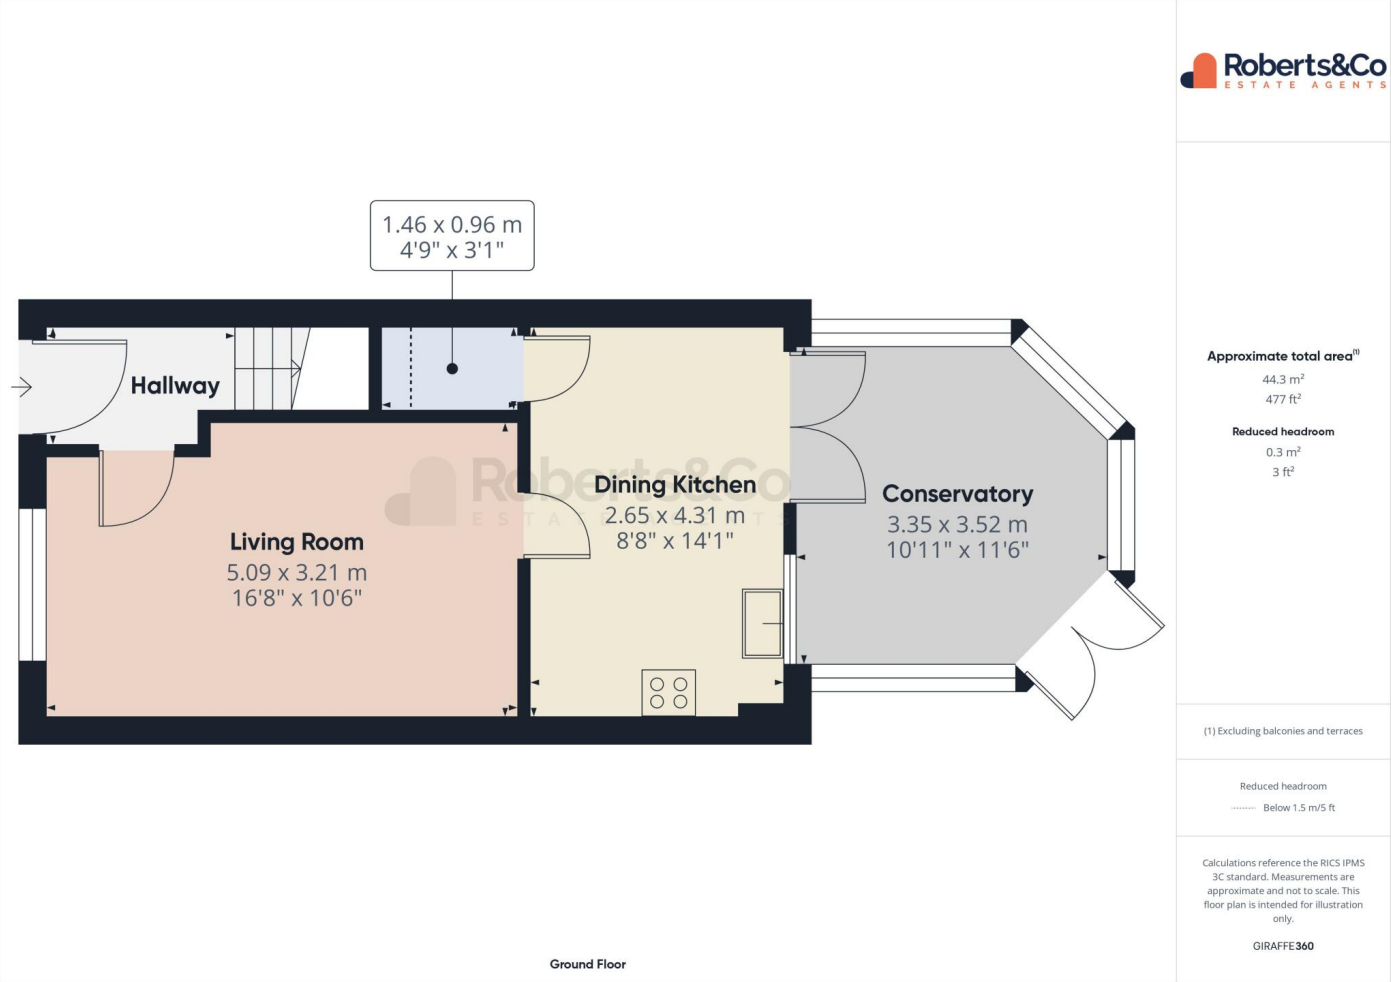 Roberts&Co
ESTATE AGENTS
1.46 x 0.96 m
4'9" x 3'1"
Hallway
Roberts&Co
ESTATE AGENTS
Living Room
5.09 x 3.21 m
16'8" x 10'6"
Dining Kitchen
2.65 x 4.31 m
8'8" x 14'1"
Conservatory
3.35 x 3.52 m
10'11" x 11'6"
Approximate total area(1)
44.3 m²
477 ft²
Reduced headroom
0.3 m²
3 ft²
(1) Excluding balconies and terraces
Reduced headroom
Below 1.5 m/5 ft
Calculations reference the RICS IPMS
3C standard. Measurements are
approximate and not to scale. This
floor plan is intended for illustration
only.
GIRAFFE360
Ground Floor